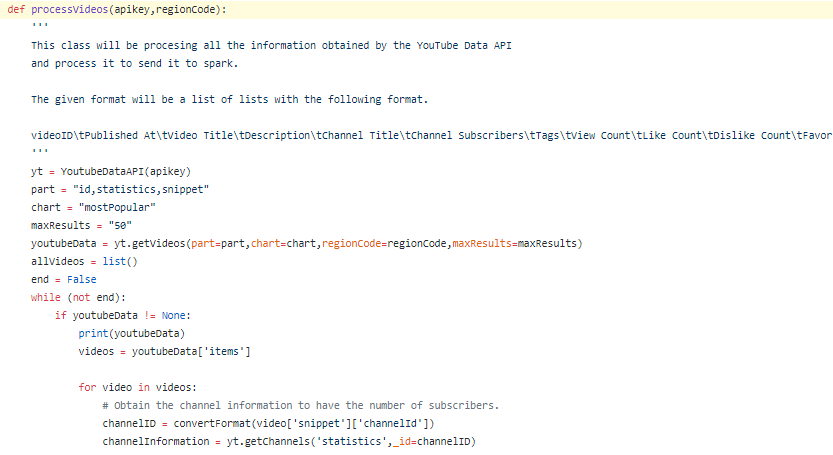 def processVideos(apikey,regionCode):
'''
This class will be procesing all the information obtained by the YouTube Data API
and process it to send it to spark.
The given format will be a list of lists with the following format.
videoID\tPublished At\tVideo Title\tDescription\tChannel Title\tChannel Subscribers\tTags\tView Count\tLike Count\tDislike Count\tFavor
'''
yt = YoutubeDataAPI(apikey)
part = "id,statistics,snippet"
chart = "mostPopular"
maxResults = "50"
youtubeData = yt.getVideos(part=part,chart=chart,regionCode=regionCode,maxResults=maxResults)
allVideos = list()
end = False
while (not end):
if youtubeData != None:
print(youtubeData)
videos = youtubeData['items']
for video in videos:
# Obtain the channel information to have the number of subscribers.
channelID = convertFormat(video['snippet']['channelId'])
channelInformation = yt.getChannels('statistics',_id=channelID)